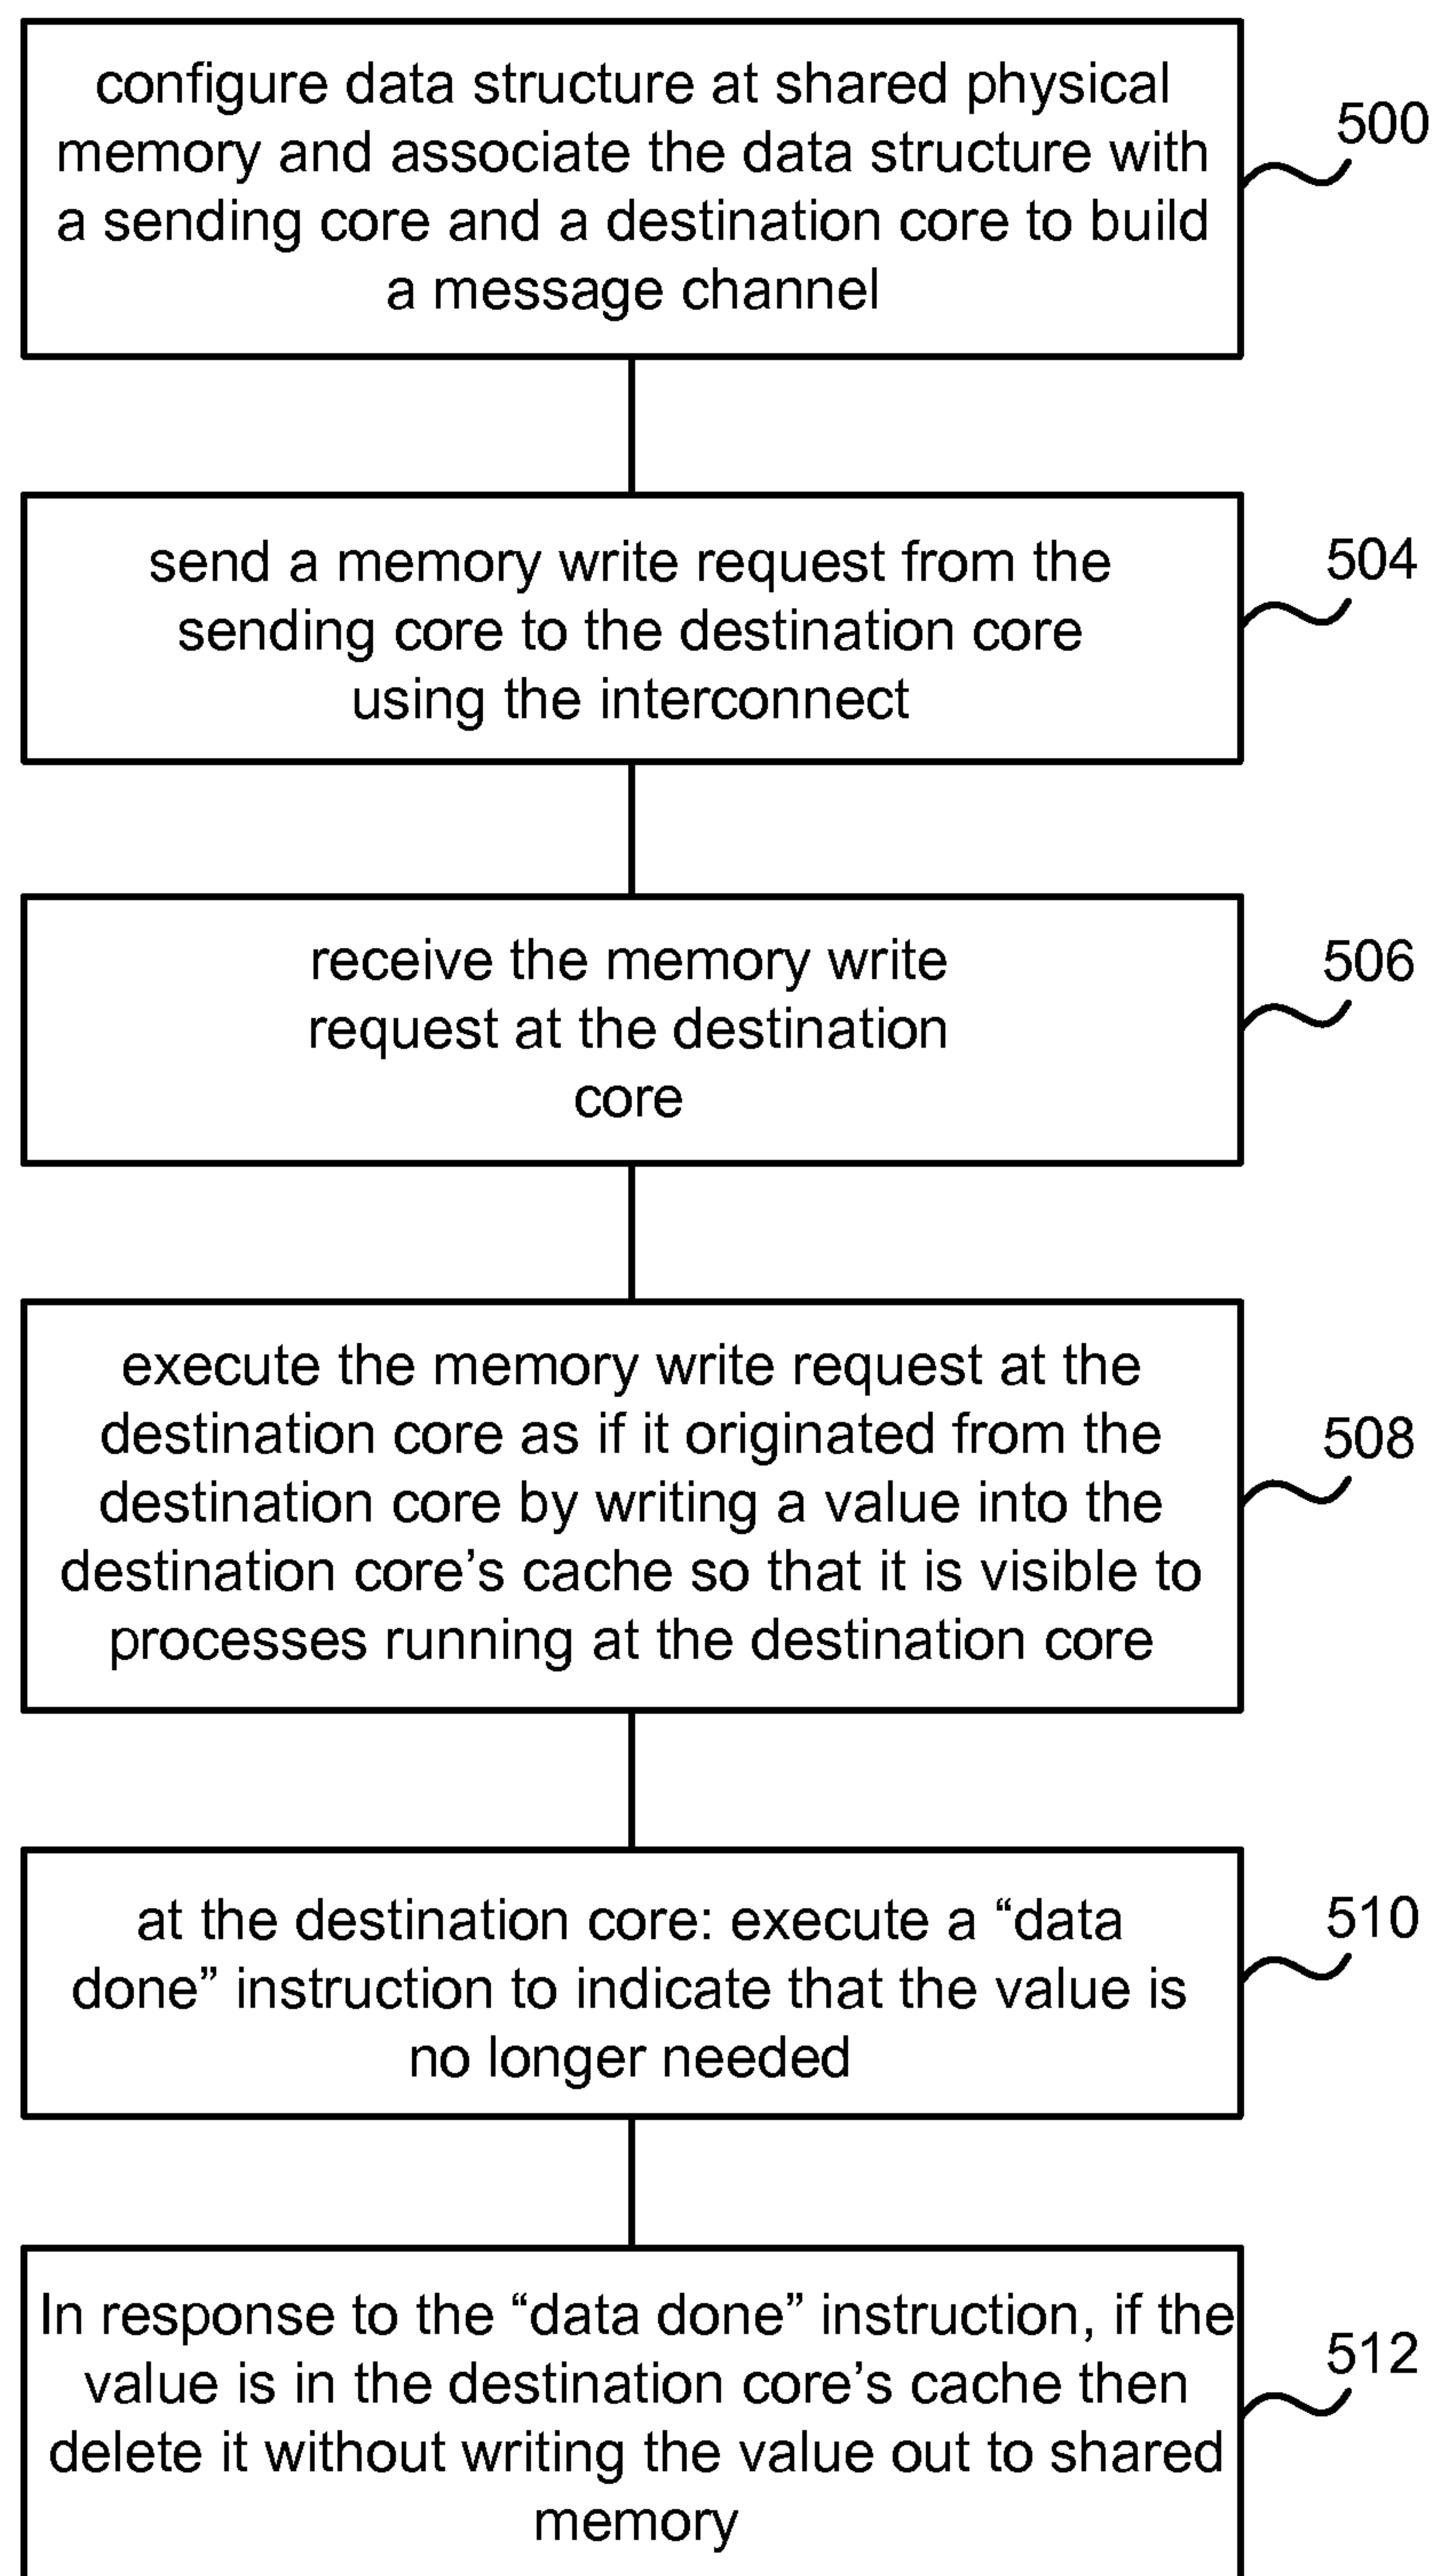 configure data structure at shared physical
memory and associate the data structure with
a sending core and a destination core to build
a message channel
500
send a memory write request from the
sending core to the destination core
using the interconnect
504
receive the memory write
request at the destination
core
506
execute the memory write request at the
destination core as if it originated from the
destination core by writing a value into the
destination core’s cache so that it is visible to
processes running at the destination core
508
at the destination core: execute a “data
done” instruction to indicate that the value is
no longer needed
510
In response to the “data done” instruction, if the
value is in the destination core’s cache then
delete it without writing the value out to shared
memory
512